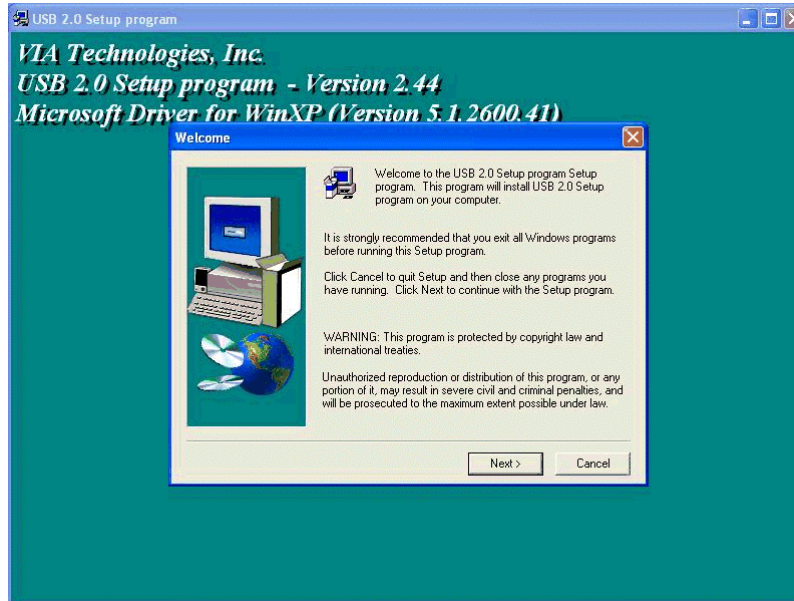 USB 2.0 Setup program
VIA Technologies, Inc.
USB 2.0 Setup program - Version 2.44
Microsoft Driver for WinXP (Version 5.1.2600.41)
Welcome
Welcome to the USB 2.0 Setup program Setup
program. This program will install USB 2.0 Setup
program on your computer.
It is strongly recommended that you exit all Windows programs
before running this Setup program.
Click Cancel to quit Setup and then close any programs you
have running. Click Next to continue with the Setup program.
WARNING: This program is protected by copyright law and
international treaties.
Unauthorized reproduction or distribution of this program, or any
portion of it, may result in severe civil and criminal penalties, and
will be prosecuted to the maximum extent possible under law.
Next >
Cancel